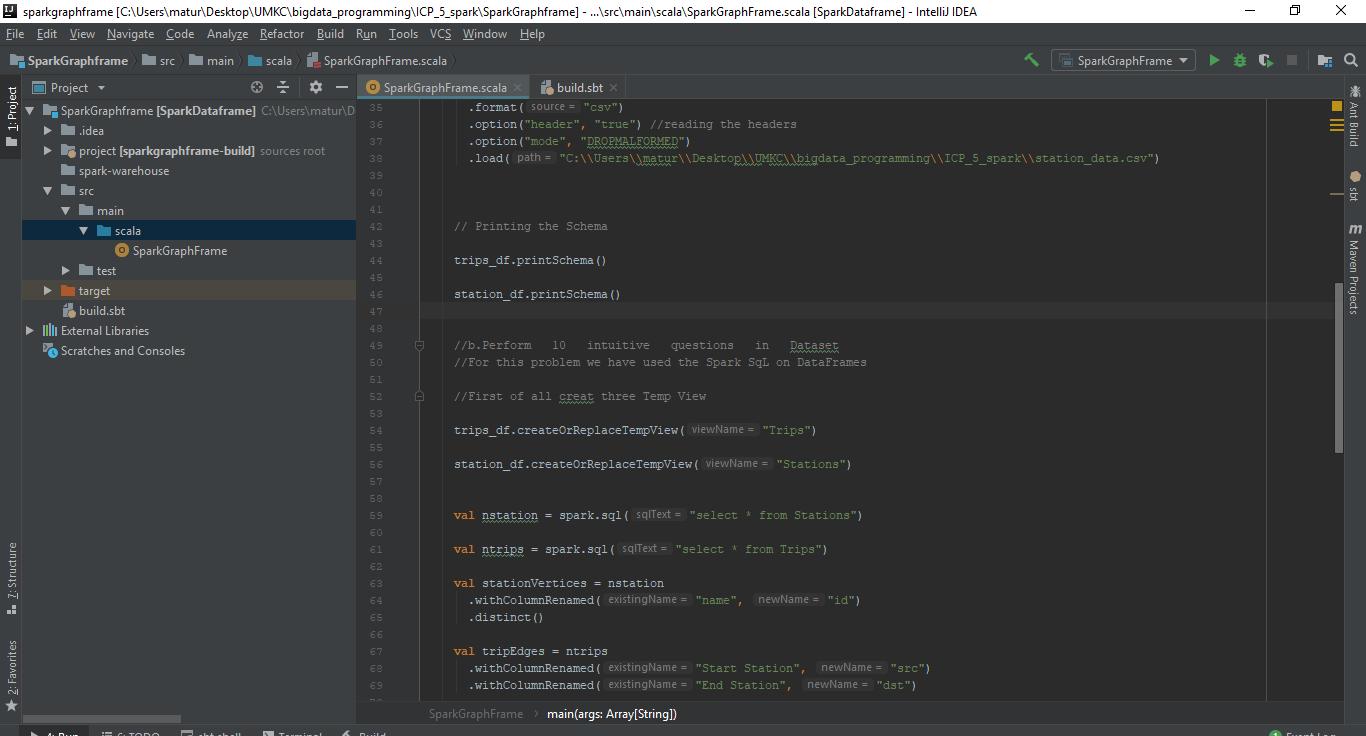 sparkgraphframe [C:\Users\matur\Desktop\UMKC\bigdata_programming\ICP_5_spark\SparkGraphframe] - ...\src\main\scala\SparkGraphFrame.scala [SparkDataframe] - IntelliJ IDEA
File Edit View Navigate Code Analyze Refactor Build Run Tools VCS Window Help
SparkGraphframe src main scala SparkGraphFrame.scala SparkGraphFrame
1: Project
Project
SparkGraphframe [SparkDataframe] C:\Users\matur\D
.idea
project [sparkgraphframe-build] sources root
spark-warehouse
src
main
scala
SparkGraphFrame
test
target
build.sbt
External Libraries
Scratches and Consoles
7: Structure
2: Favorites
SparkGraphFrame.scala build.sbt
35 .format( source = "csv")
36 .option("header", "true") //reading the headers
37 .option("mode", "DROPMALFORMED")
38 .load( path = "C:\\Users\\matur\\Desktop\\UMKC\\bigdata_programming\\ICP_5_spark\\station_data.csv")
39
40
41
42 // Printing the Schema
43
44 trips_df.printSchema()
45
46 station_df.printSchema()
47
48
49 //b.Perform 10 intuitive questions in Dataset
50 //For this problem we have used the Spark SqL on DataFrames
51
52 //First of all creat three Temp View
53
54 trips_df.createOrReplaceTempView( viewName = "Trips")
55
56 station_df.createOrReplaceTempView( viewName = "Stations")
57
58
59 val nstation = spark.sql( sqlText = "select * from Stations")
60
61 val ntrips = spark.sql( sqlText = "select * from Trips")
62
63 val stationVertices = nstation
64 .withColumnRenamed( existingName = "name", newName = "id")
65 .distinct()
66
67 val tripEdges = ntrips
68 .withColumnRenamed( existingName = "Start Station", newName = "src")
69 .withColumnRenamed( existingName = "End Station", newName = "dst")
SparkGraphFrame main(args: Array[String])
Ant Build
sbt
Maven Projects
4: Run 6: TODO sbt shell Terminal Build 1 Event Log